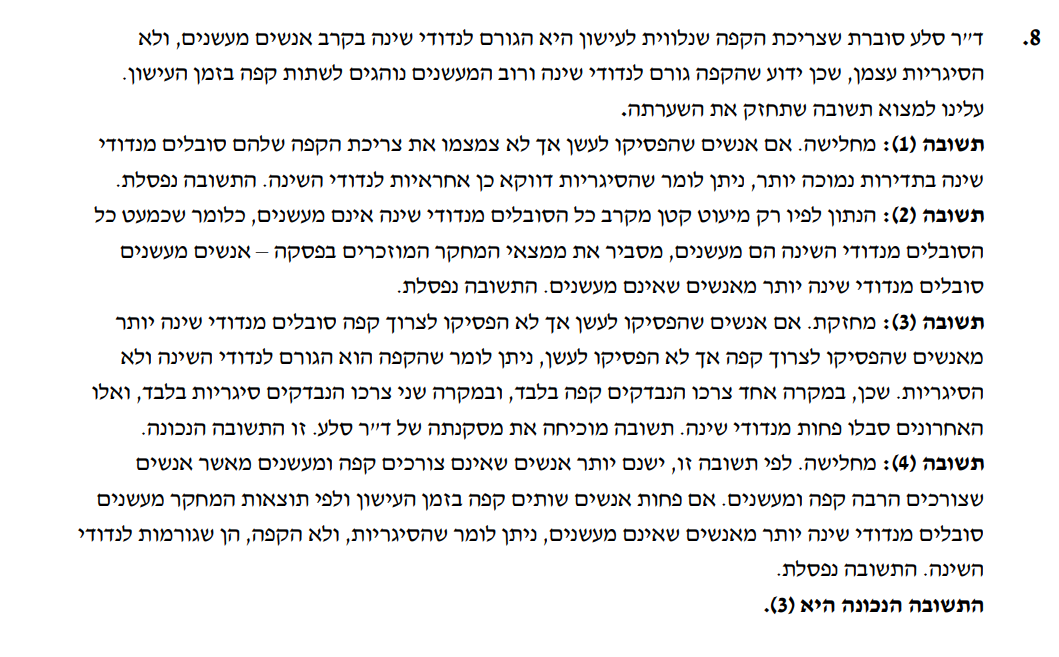 8. ד״ר סלע סוברת שצריכת הקפה שנלווית לעישון היא הגורם לנדודי שינה בקרב אנשים מעשנים, ולא
הסיגריות עצמן, שכן ידוע שהקפה גורם לנדודי שינה ורוב המעשנים נוהגים לשתות קפה בזמן העישון.
עלינו למצוא תשובה שתחזק את השערתה.
תשובה (1): מחלישה. אם אנשים שהפסיקו לעשן אך לא צמצמו את צריכת הקפה שלהם סובלים מנדודי
שינה בתדירות נמוכה יותר, ניתן לומר שהסיגריות דווקא כן אחראיות לנדודי השינה. התשובה נפסלת.
תשובה (2): הנתון לפיו רק מיעוט קטן מקרב כל הסובלים מנדודי שינה אינם מעשנים, כלומר שכמעט כל
הסובלים מנדודי השינה הם מעשנים, מסביר את ממצאי המחקר המוזכרים בפסקה – אנשים מעשנים
סובלים מנדודי שינה יותר מאנשים שאינם מעשנים. התשובה נפסלת.
תשובה (3): מחזקת. אם אנשים שהפסיקו לעשן אך לא הפסיקו לצרוך קפה סובלים מנדודי שינה יותר
מאנשים שהפסיקו לצרוך קפה אך לא הפסיקו לעשן, ניתן לומר שהקפה הוא הגורם לנדודי השינה ולא
הסיגריות. שכן, במקרה אחד צרכו הנבדקים קפה בלבד, ובמקרה שני צרכו הנבדקים סיגריות בלבד, ואלו
האחרונים סבלו פחות מנדודי שינה. תשובה מוכיחה את מסקנתה של ד״ר סלע. זו התשובה הנכונה.
תשובה (4): מחלישה. לפי תשובה זו, ישנם יותר אנשים שאינם צורכים קפה ומעשנים מאשר אנשים
שצורכים הרבה קפה ומעשנים. אם פחות אנשים שותים קפה בזמן העישון ולפי תוצאות המחקר מעשנים
סובלים מנדודי שינה יותר מאנשים שאינם מעשנים, ניתן לומר שהסיגריות, ולא הקפה, הן שגורמות לנדודי
השינה. התשובה נפסלת.
התשובה הנכונה היא (3).